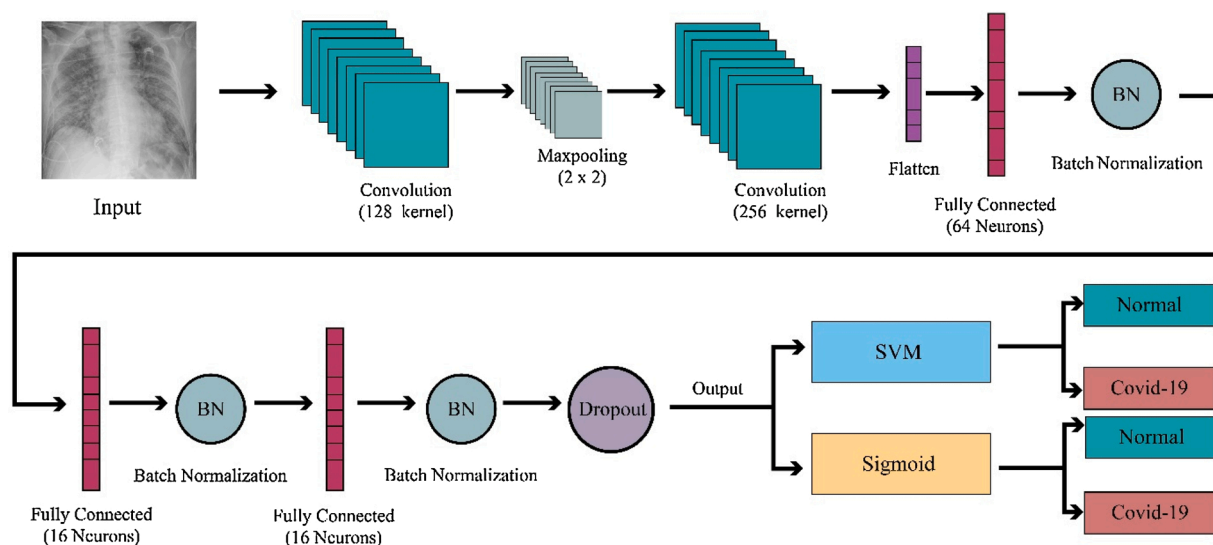 Input
Convolution
(128 kernel)
Maxpooling
(2 x 2)
Convolution
(256 kernel)
Flatten
Fully Connected
(64 Neurons)
BN
Batch Normalization
Fully Connected
(16 Neurons)
BN
Batch Normalization
Fully Connected
(16 Neurons)
BN
Batch Normalization
Dropout
Output
SVM
Normal
Covid-19
Sigmoid
Normal
Covid-19